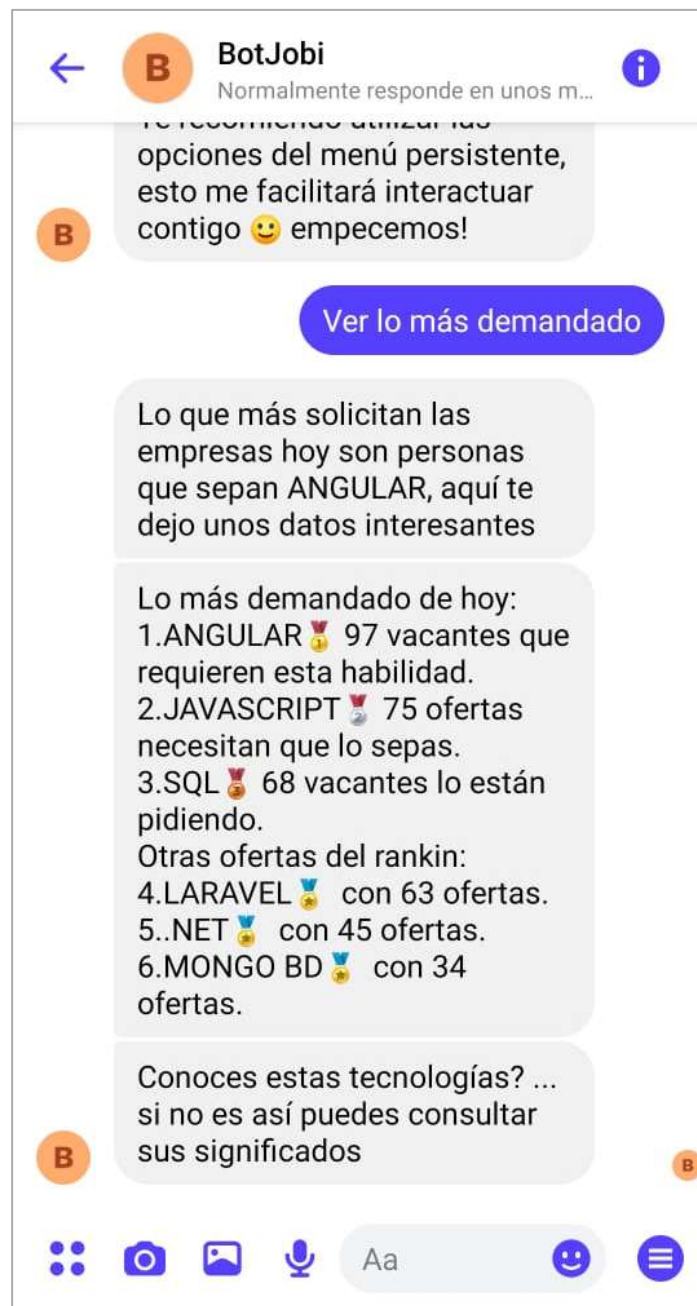 B
BotJobi
Normalmente responde en unos m...
opciones del menú persistente,
esto me facilitará interactuar
contigo 🙂 empecemos!
B
Ver lo más demandado
Lo que más solicitan las
empresas hoy son personas
que sepan ANGULAR, aquí te
dejo unos datos interesantes
Lo más demandado de hoy:
1.ANGULAR🥇 97 vacantes que
requieren esta habilidad.
2.JAVASCRIPT🥈 75 ofertas
necesitan que lo sepas.
3.SQL🥉 68 vacantes lo están
pidiendo.
Otras ofertas del rankin:
4.LARAVEL🏅 con 63 ofertas.
5..NET🏅 con 45 ofertas.
6.MONGO BD🏅 con 34
ofertas.
Conoces estas tecnologías? ...
si no es así puedes consultar
sus significados
B
B
Aa